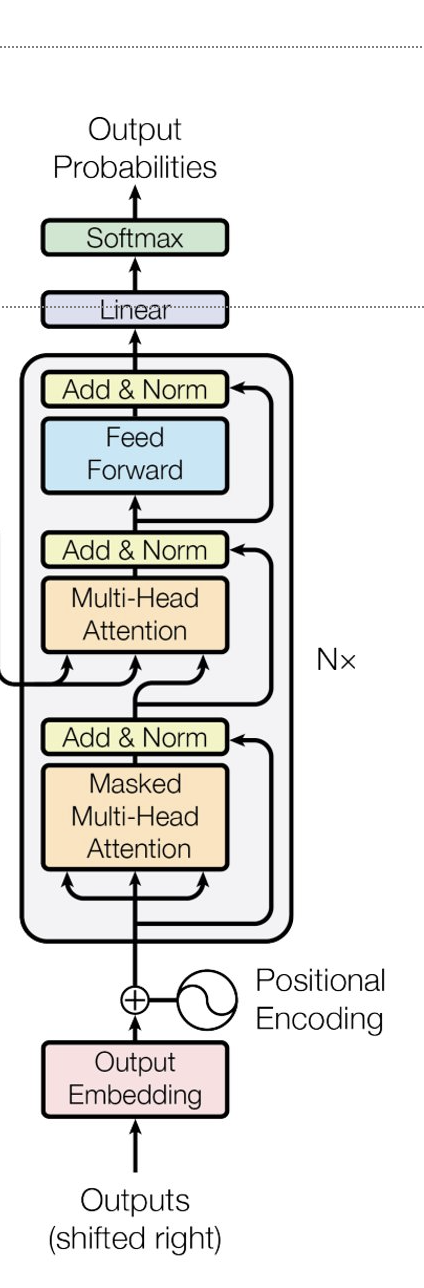 Output
Probabilities
Softmax
Linear
Add & Norm
Feed
Forward
Add & Norm
Multi-Head
Attention
N×
Add & Norm
Masked
Multi-Head
Attention
Positional
Encoding
Output
Embedding
Outputs
(shifted right)